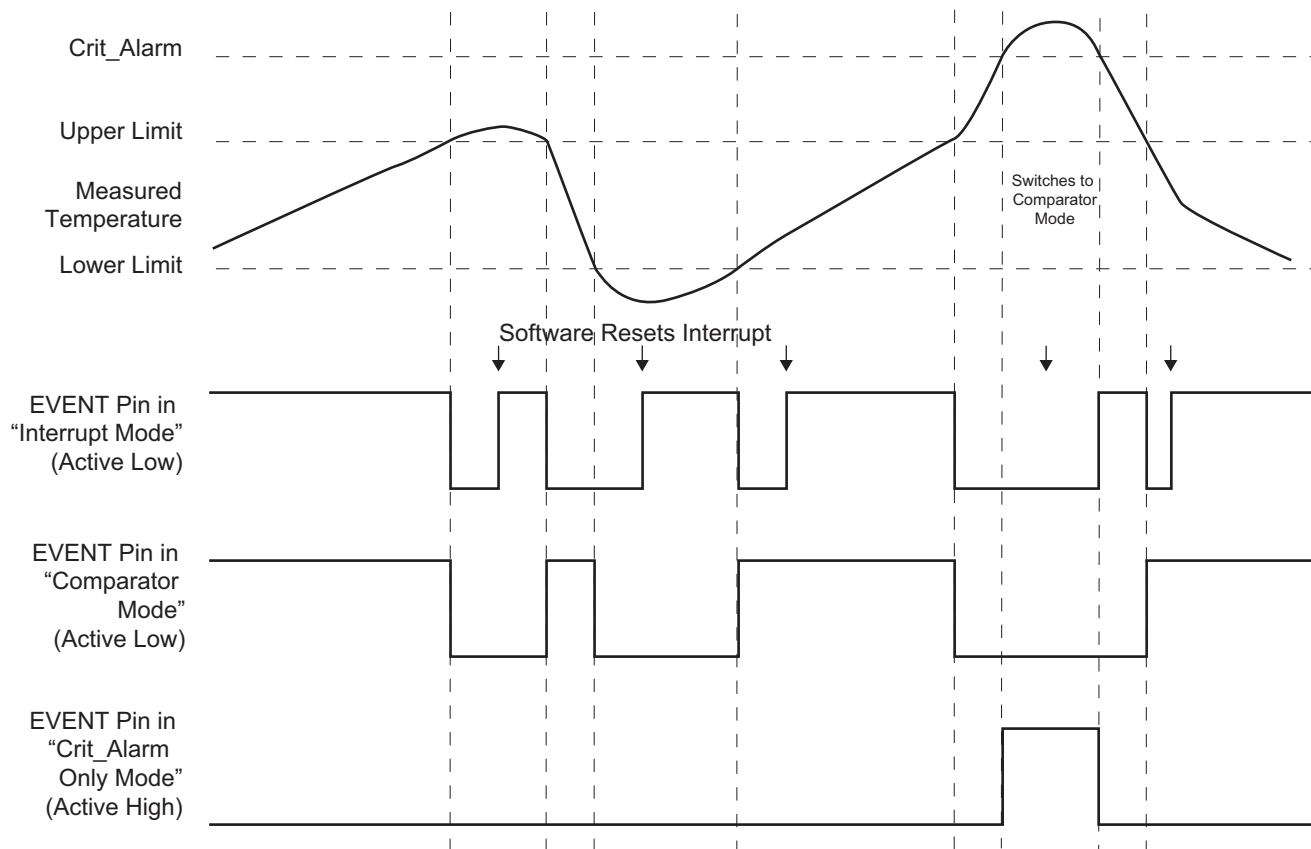 Crit_Alarm
Upper Limit
Measured
Temperature
Lower Limit
Switches to
Comparator
Mode
Software Resets Interrupt
EVENT Pin in
“Interrupt Mode”
(Active Low)
EVENT Pin in
“Comparator
Mode”
(Active Low)
EVENT Pin in
“Crit_Alarm
Only Mode”
(Active High)